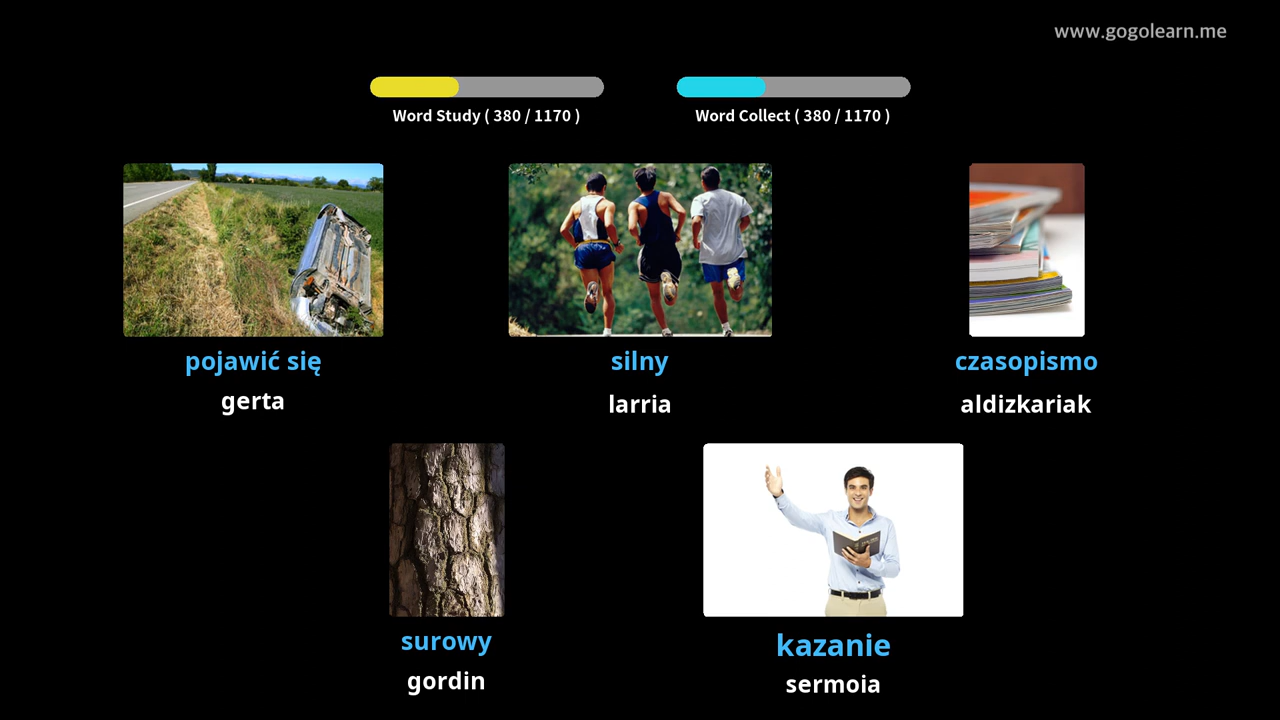 www.gogolearn.me
Word Study ( 380 / 1170 )
Word Collect ( 380 / 1170 )
pojawić się
gerta
silny
larria
czasopismo
aldizkariak
surowy
gordin
kazanie
sermoia